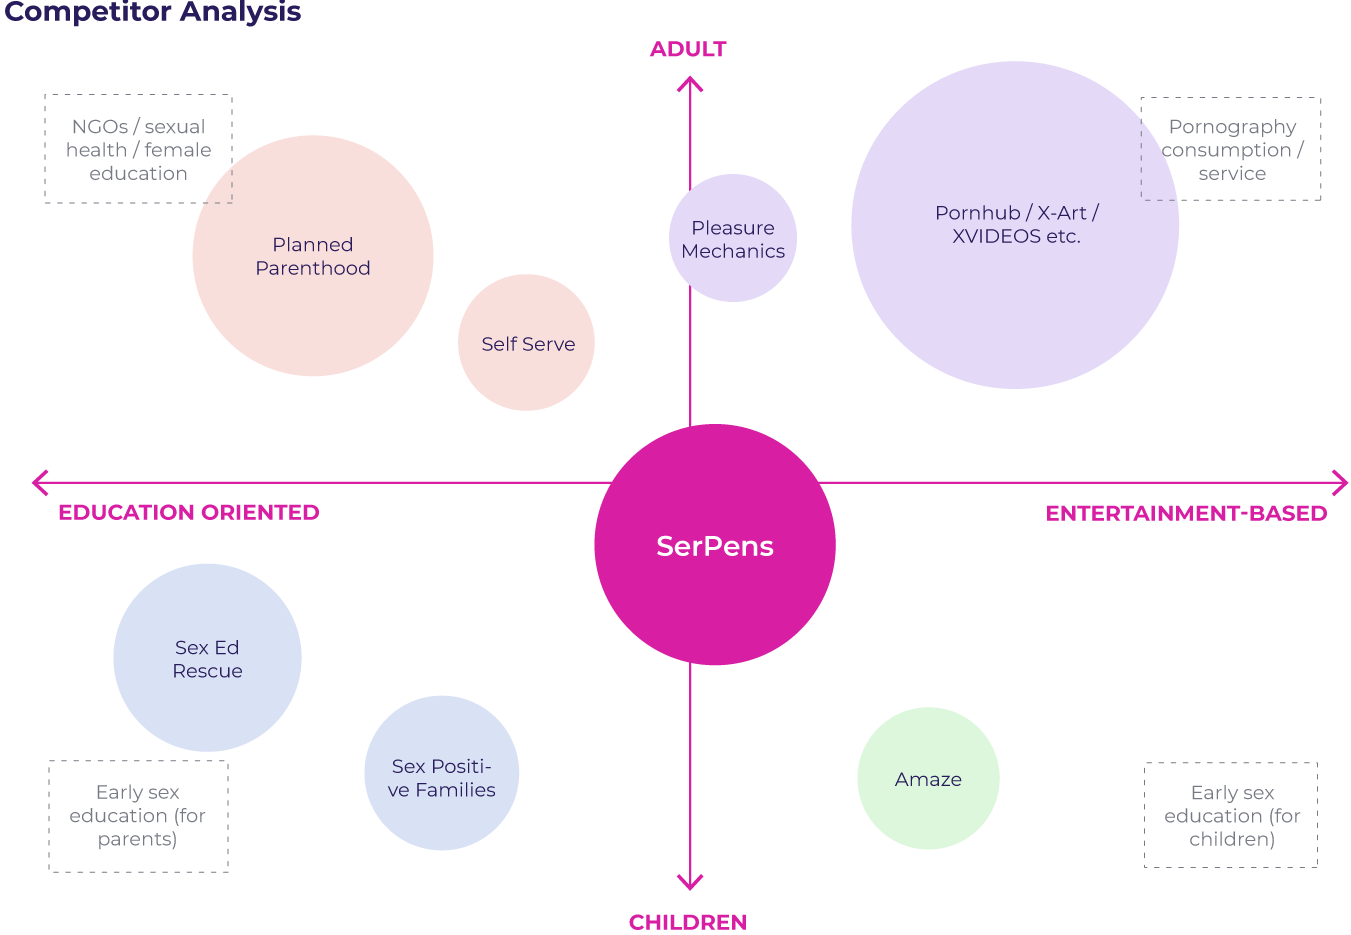 Competitor Analysis
ADULT
NGOs / sexual
health / female
education
Pornography
consumption /
service
Planned
Parenthood
Self Serve
Pleasure
Mechanics
Pornhub / X-Art /
XVIDEOS etc.
EDUCATION ORIENTED
ENTERTAINMENT-BASED
SerPens
Sex Ed
Rescue
Sex Positi-
ve Families
Amaze
Early sex
education (for
parents)
Early sex
education (for
children)
CHILDREN